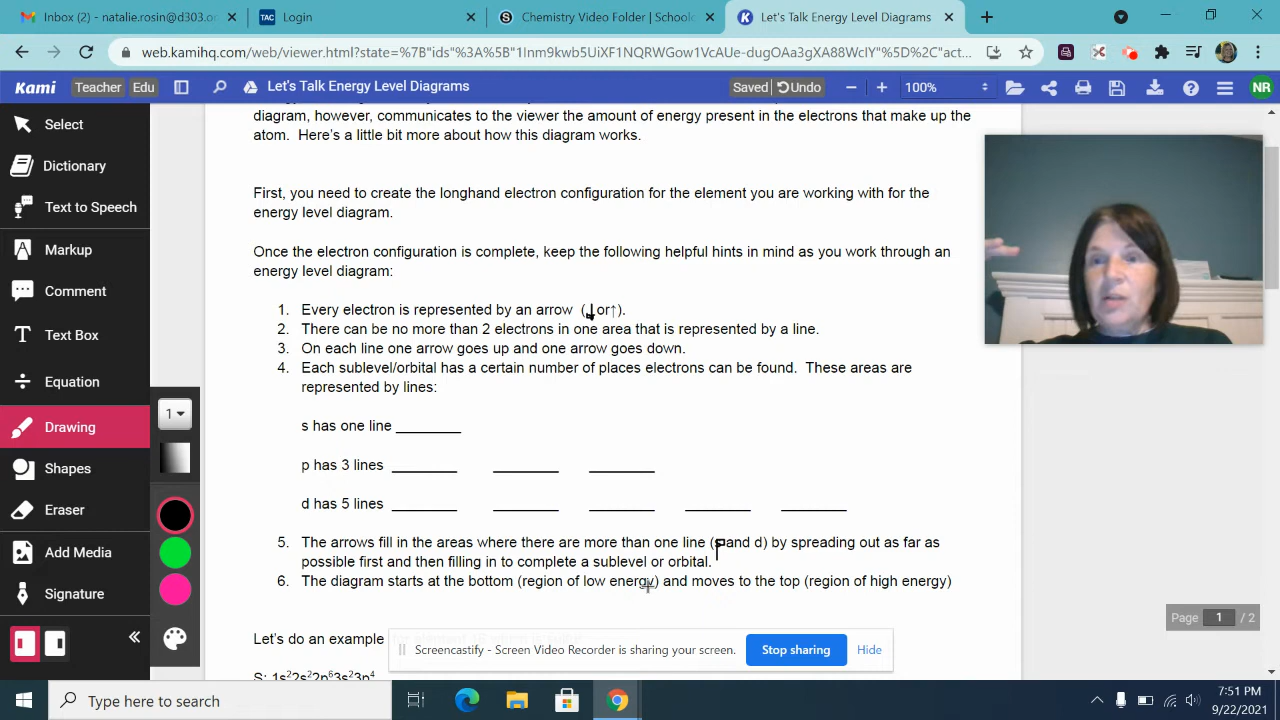 Inbox (2) - natalie.rosin@d303.o
Login
Chemistry Video Folder | Schoolo
Let's Talk Energy Level Diagrams
web.kamihq.com/web/viewer.html?state=%7B"ids"%3A%5B"1Inm9kwb5UiXF1NQRWGow1VcAUe-dugOAa3gXA88WclY"%5D%2C"act...
Kami Teacher Edu Let's Talk Energy Level Diagrams Saved Undo 100% NR
Select
Dictionary
Text to Speech
Markup
Comment
Text Box
Equation
Drawing
Shapes
Eraser
Add Media
Signature
1
diagram, however, communicates to the viewer the amount of energy present in the electrons that make up the
atom. Here's a little bit more about how this diagram works.
First, you need to create the longhand electron configuration for the element you are working with for the
energy level diagram.
Once the electron configuration is complete, keep the following helpful hints in mind as you work through an
energy level diagram:
1. Every electron is represented by an arrow (↓or↑).
2. There can be no more than 2 electrons in one area that is represented by a line.
3. On each line one arrow goes up and one arrow goes down.
4. Each sublevel/orbital has a certain number of places electrons can be found. These areas are
represented by lines:
s has one line ________
p has 3 lines ________ ________ ________
d has 5 lines ________ ________ ________ ________ ________
5. The arrows fill in the areas where there are more than one line (p and d) by spreading out as far as
possible first and then filling in to complete a sublevel or orbital.
6. The diagram starts at the bottom (region of low energy) and moves to the top (region of high energy)
Let's do an example
S: 1s²2s²2p⁶3s²3p⁴
Page 1 / 2
Screencastify - Screen Video Recorder is sharing your screen. Stop sharing Hide
Type here to search
7:51 PM
9/22/2021